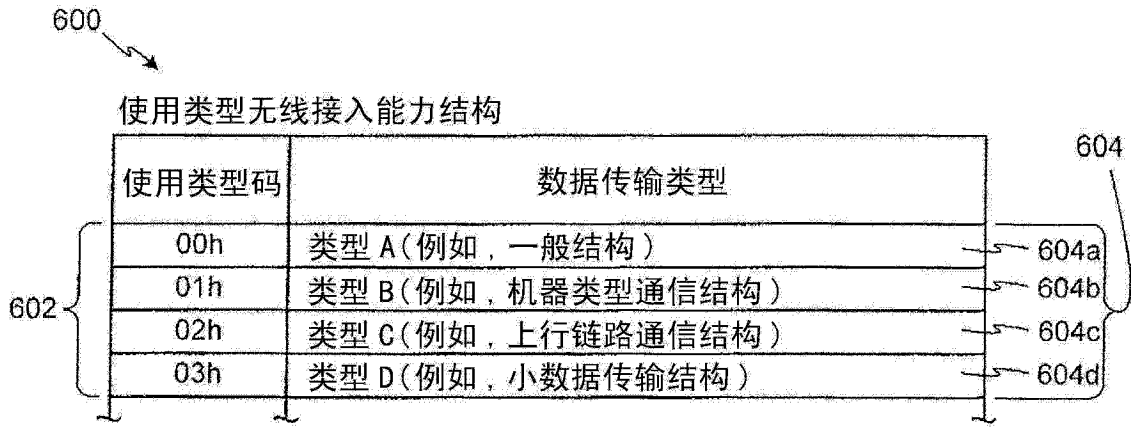 600
使用类型无线接入能力结构
604
使用类型码 数据传输类型
00h 类型 A(例如，一般结构) 604a
01h 类型 B(例如，机器类型通信结构) 604b
602
02h 类型 C(例如，上行链路通信结构) 604c
03h 类型 D(例如，小数据传输结构) 604d